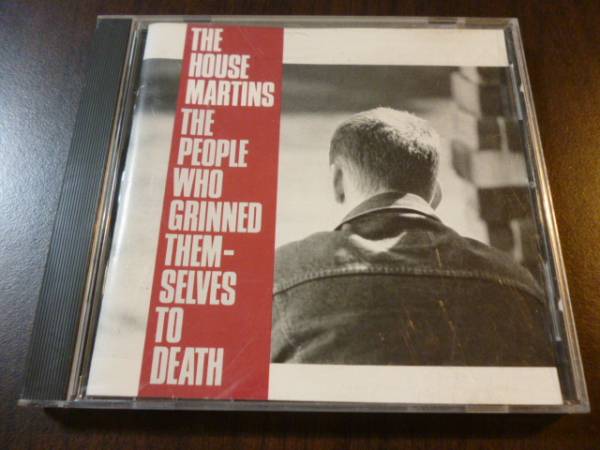 THE
HOUSE
MARTINS
THE
PEOPLE
WHO
GRINNED
THEM-
SELVES
TO
DEATH